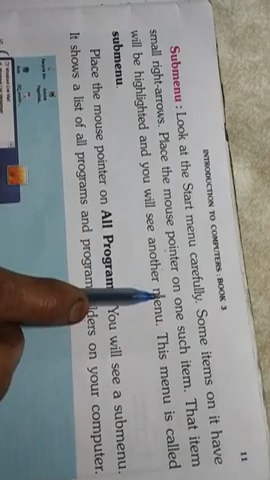 INTRODUCTION TO COMPUTERS : BOOK 3
11
Submenu : Look at the Start menu carefully. Some items on it have
small right-arrows. Place the mouse pointer on one such item. That item
will be highlighted and you will see another menu. This menu is called
submenu.
Place the mouse pointer on All You will see a submenu.
It shows a list of all programs and on your computer.